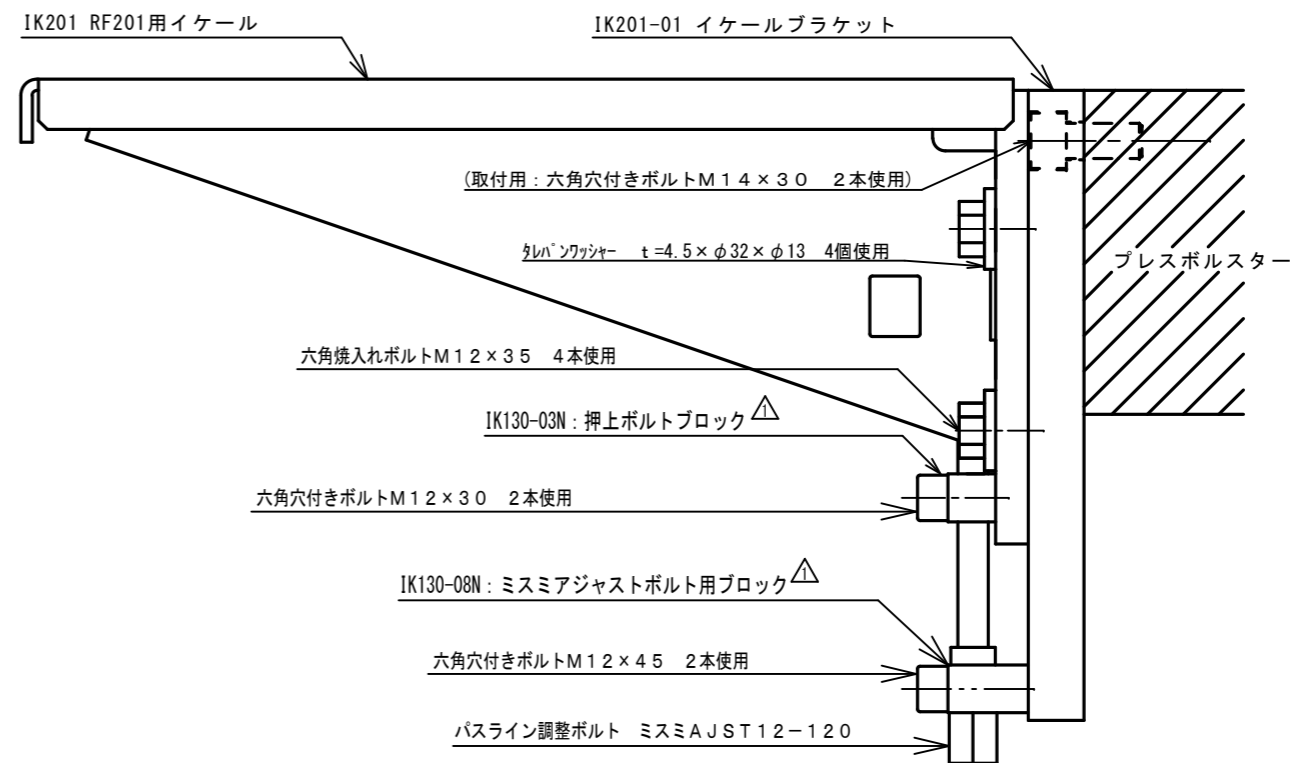 IK201 RF201用イケール
IK201-01 イケールブラケット
(取付用：六角穴付きボルトM１４×３０　２本使用)
ﾀﾚﾊﾟﾝﾜｯｼｬｰ　t=4.5×φ32×φ13　4個使用
プレスボルスター
六角焼入れボルトM１２×３５　４本使用
IK130-03N：押上ボルトブロック 1
六角穴付きボルトM１２×３０　２本使用
IK130-08N：ミスミアジャストボルト用ブロック 1
六角穴付きボルトM１２×４５　２本使用
パスライン調整ボルト　ミスミAJST12－120